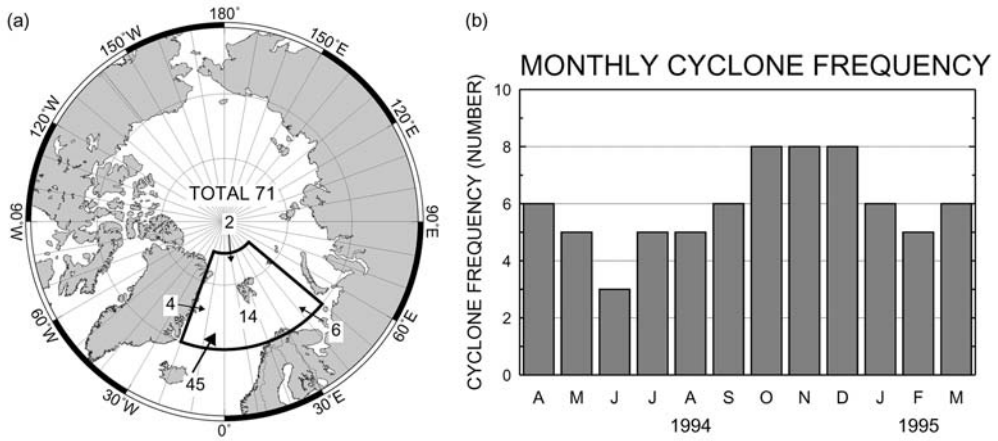 (a)
180°
150°W
150°E
120°W
120°E
90°W
90°E
60°W
60°E
30°W
30°E
0°
TOTAL 71
2
4
14
6
45
(b)
MONTHLY CYCLONE FREQUENCY
CYCLONE FREQUENCY (NUMBER)
10
8
6
4
2
0
A M J J A S O N D J F M
1994 1995